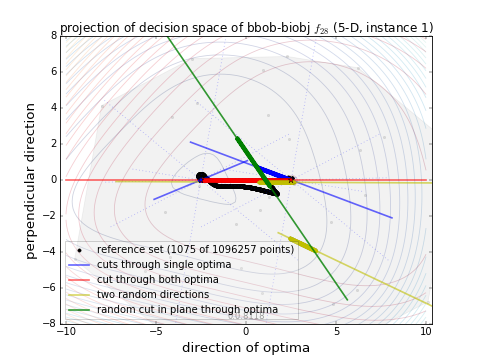 projection of decision space of bbob-biobj f28 (5-D, instance 1)
perpendicular direction
8
6
4
2
0
−2
−4
−6
−8
reference set (1075 of 1096257 points)
cuts through single optima
cut through both optima
two random directions
random cut in plane through optima
−10
−5
0
5
10
direction of optima